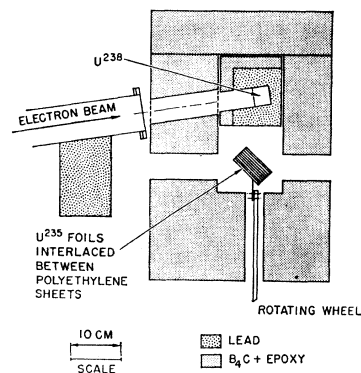 U238
ELECTRON BEAM
U235 FOILS
INTERLACED
BETWEEN
POLYETHYLENE
SHEETS
ROTATING WHEEL
10 CM
SCALE
LEAD
B4C + EPOXY